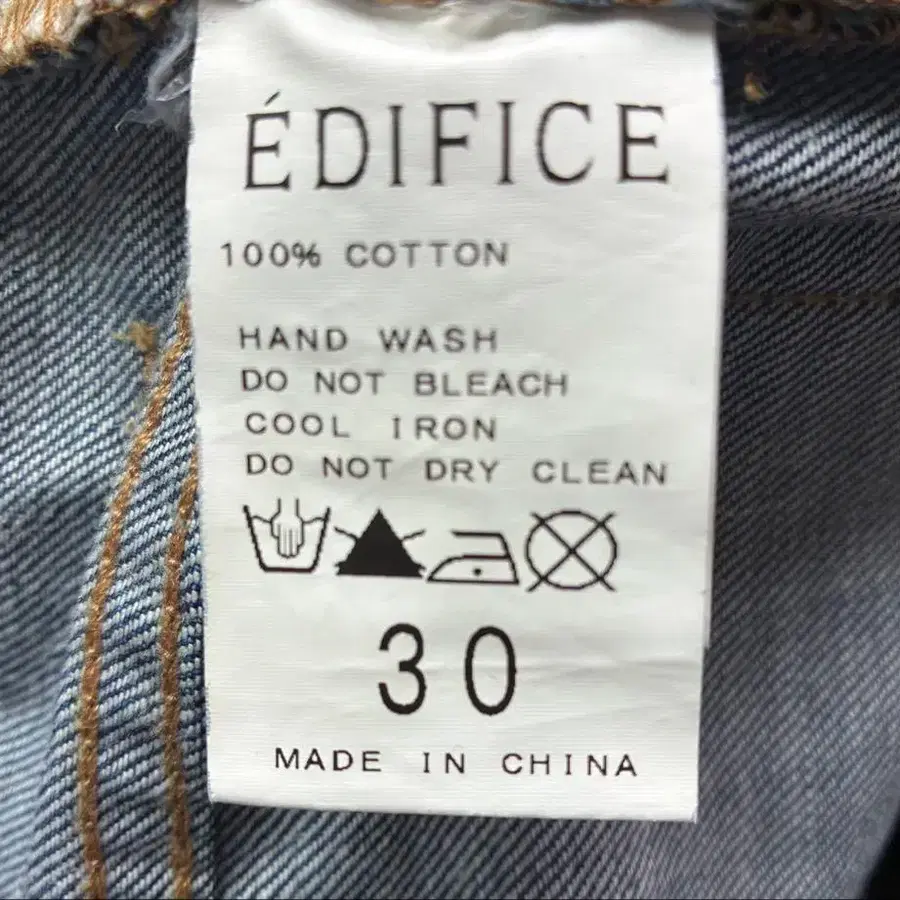 ÉDIFICE
100% COTTON
HAND WASH
DO NOT BLEACH
COOL IRON
DO NOT DRY CLEAN
30
MADE IN CHINA